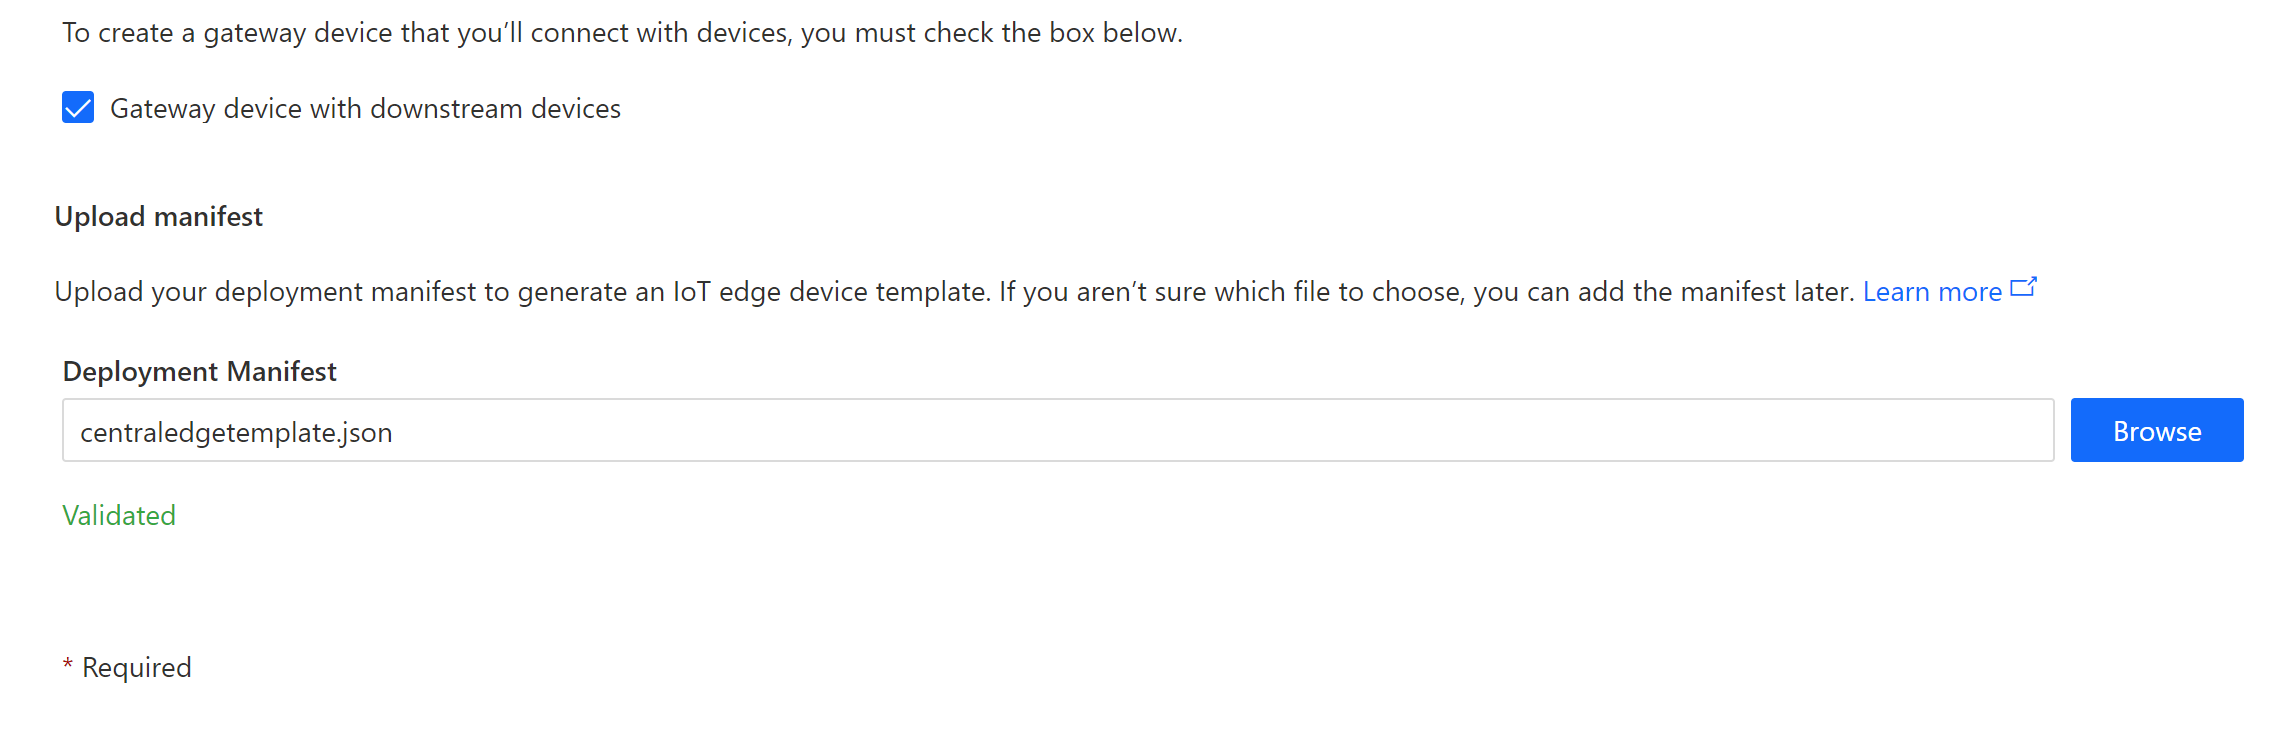 To create a gateway device that you’ll connect with devices, you must check the box below.
Gateway device with downstream devices
Upload manifest
Upload your deployment manifest to generate an IoT edge device template. If you aren’t sure which file to choose, you can add the manifest later. Learn more
Deployment Manifest
centraledgetemplate.json
Browse
Validated
* Required